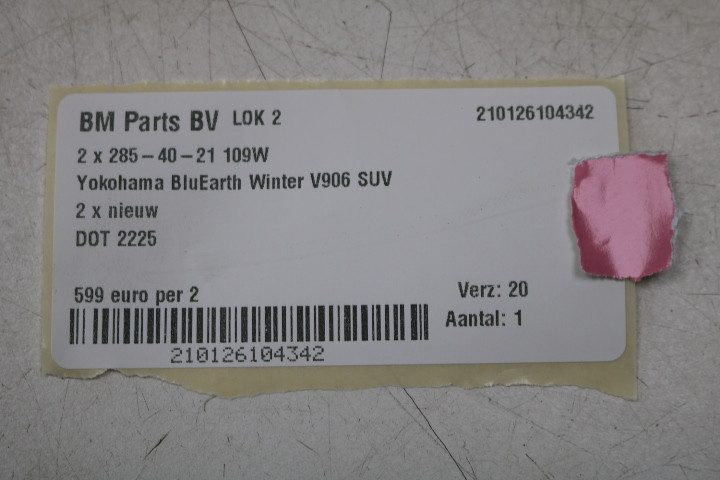 BM Parts BV LOK 2 210126104342
2 x 285-40-21 109W
Yokohama BluEarth Winter V906 SUV
2 x nieuw
DOT 2225
599 euro per 2 Verz: 20
Aantal: 1
210126104342